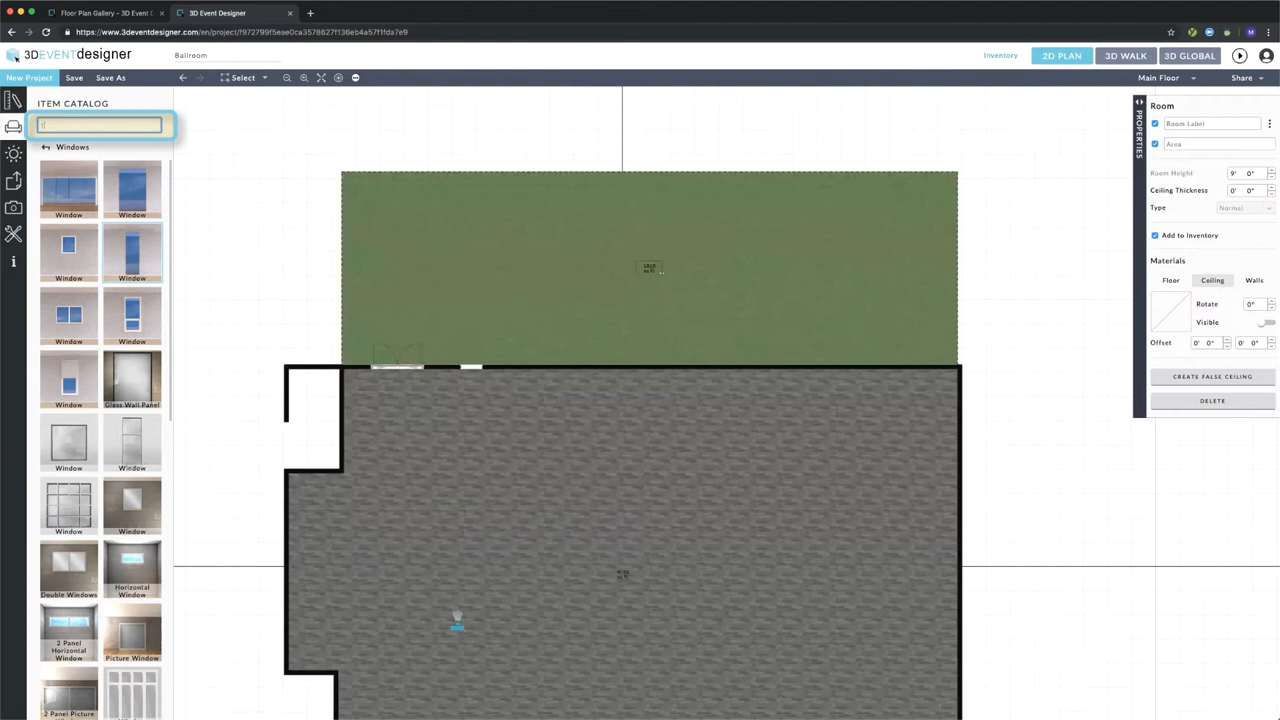 Floor Plan Gallery - 3D Event D
3D Event Designer
https://www.3deventdesigner.com/en/project/f972799f5eae0ca3578627f136eb4a57f1fda7e9
3DEVENTdesigner
Ballroom
Inventory
2D PLAN
3D WALK
3D GLOBAL
New Project
Save
Save As
Select
Main Floor
Share
ITEM CATALOG
Windows
Window
Window
Window
Window
Window
Window
Window
Glass Wall Panel
Window
Window
Window
Window
Double Windows
Horizontal Window
2 Panel Horizontal Window
Picture Window
2 Panel Picture
PROPERTIES
Room
Room Label
Area
Room Height
9' 0"
Ceiling Thickness
0' 0"
Type
Normal
Add to Inventory
Materials
Floor
Ceiling
Walls
Rotate
0°
Visible
Offset
0' 0"
0' 0"
CREATE FALSE CEILING
DELETE
sq ft
sq ft